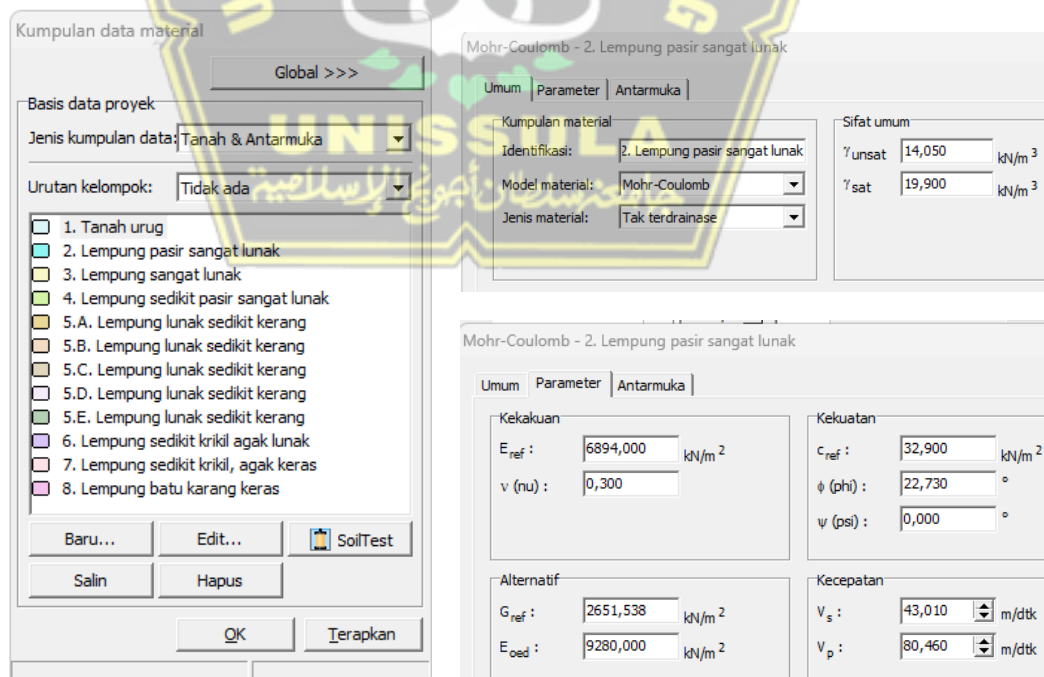 Kumpulan data material
Global >>>
Basis data proyek
Jenis kumpulan data: Tanah & Antarmuka
Urutan kelompok: Tidak ada
1. Tanah urug
2. Lempung pasir sangat lunak
3. Lempung sangat lunak
4. Lempung sedikit pasir sangat lunak
5.A. Lempung lunak sedikit kerang
5.B. Lempung lunak sedikit kerang
5.C. Lempung lunak sedikit kerang
5.D. Lempung lunak sedikit kerang
5.E. Lempung lunak sedikit kerang
6. Lempung sedikit krikil agak lunak
7. Lempung sedikit krikil, agak keras
8. Lempung batu karang keras
Baru... Edit... SoilTest
Salin Hapus
OK Terapkan
Mohr-Coulomb - 2. Lempung pasir sangat lunak
Umum Parameter Antarmuka
Kumpulan material
Identifikasi: 2. Lempung pasir sangat lunak
Model material: Mohr-Coulomb
Jenis material: Tak terdrainase
Sifat umum
γunsat 14,050 kN/m 3
γsat 19,900 kN/m 3
Mohr-Coulomb - 2. Lempung pasir sangat lunak
Umum Parameter Antarmuka
Kekakuan
Eref : 6894,000 kN/m 2
ν (nu) : 0,300
Kekuatan
cref : 32,900 kN/m 2
φ (phi) : 22,730 °
ψ (psi) : 0,000 °
Alternatif
Gref : 2651,538 kN/m 2
Eoed : 9280,000 kN/m 2
Kecepatan
Vs : 43,010 m/dtk
Vp : 80,460 m/dtk
UNISSULA